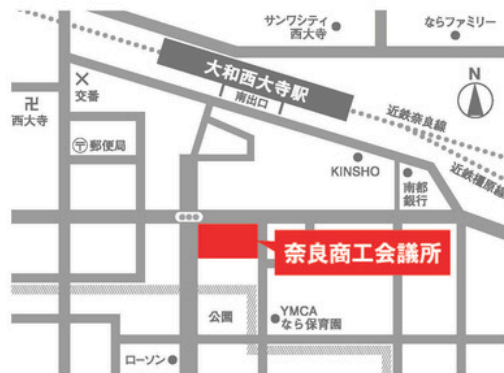 サンワシティ
西大寺
ならファミリー
大和西大寺駅
南出口
N
交番
卍
西大寺
〒郵便局
近鉄奈良線
近鉄橿原線
KINSHO
南都
銀行
奈良商工会議所
公園
YMCA
なら保育園
ローソン